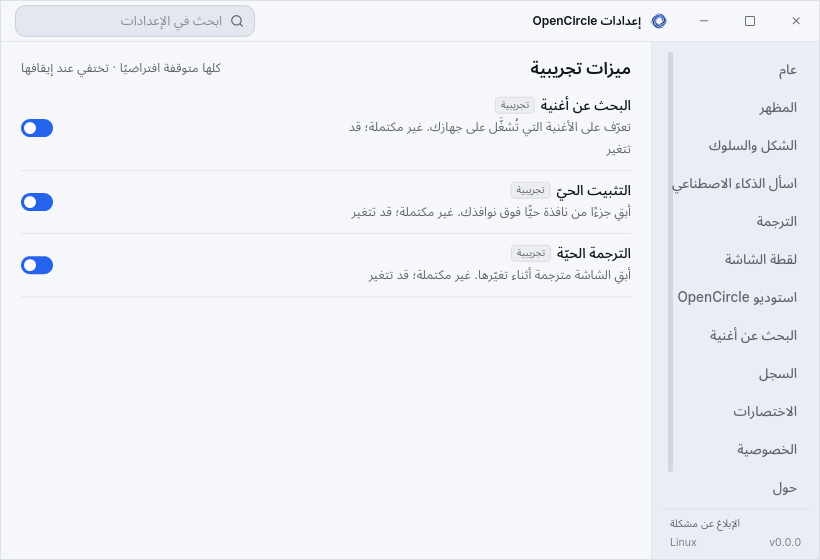 إعدادات OpenCircle
ابحث في الإعدادات
عام
المظهر
الشكل والسلوك
اسأل الذكاء الاصطناعي
الترجمة
لقطة الشاشة
استوديو OpenCircle
البحث عن أغنية
السجل
الاختصارات
الخصوصية
حول
الإبلاغ عن مشكلة
v0.0.0
Linux
ميزات تجريبية
كلها متوقفة افتراضيًا · تختفي عند إيقافها
البحث عن أغنية تجريبية
تعرّف على الأغنية التي تُشغَّل على جهازك. غير مكتملة؛ قد
تتغير
التثبيت الحيّ تجريبية
أبقِ جزءًا من نافذة حيًّا فوق نوافذك. غير مكتملة؛ قد تتغير
الترجمة الحيّة تجريبية
أبقِ الشاشة مترجمة أثناء تغيّرها. غير مكتملة؛ قد تتغير